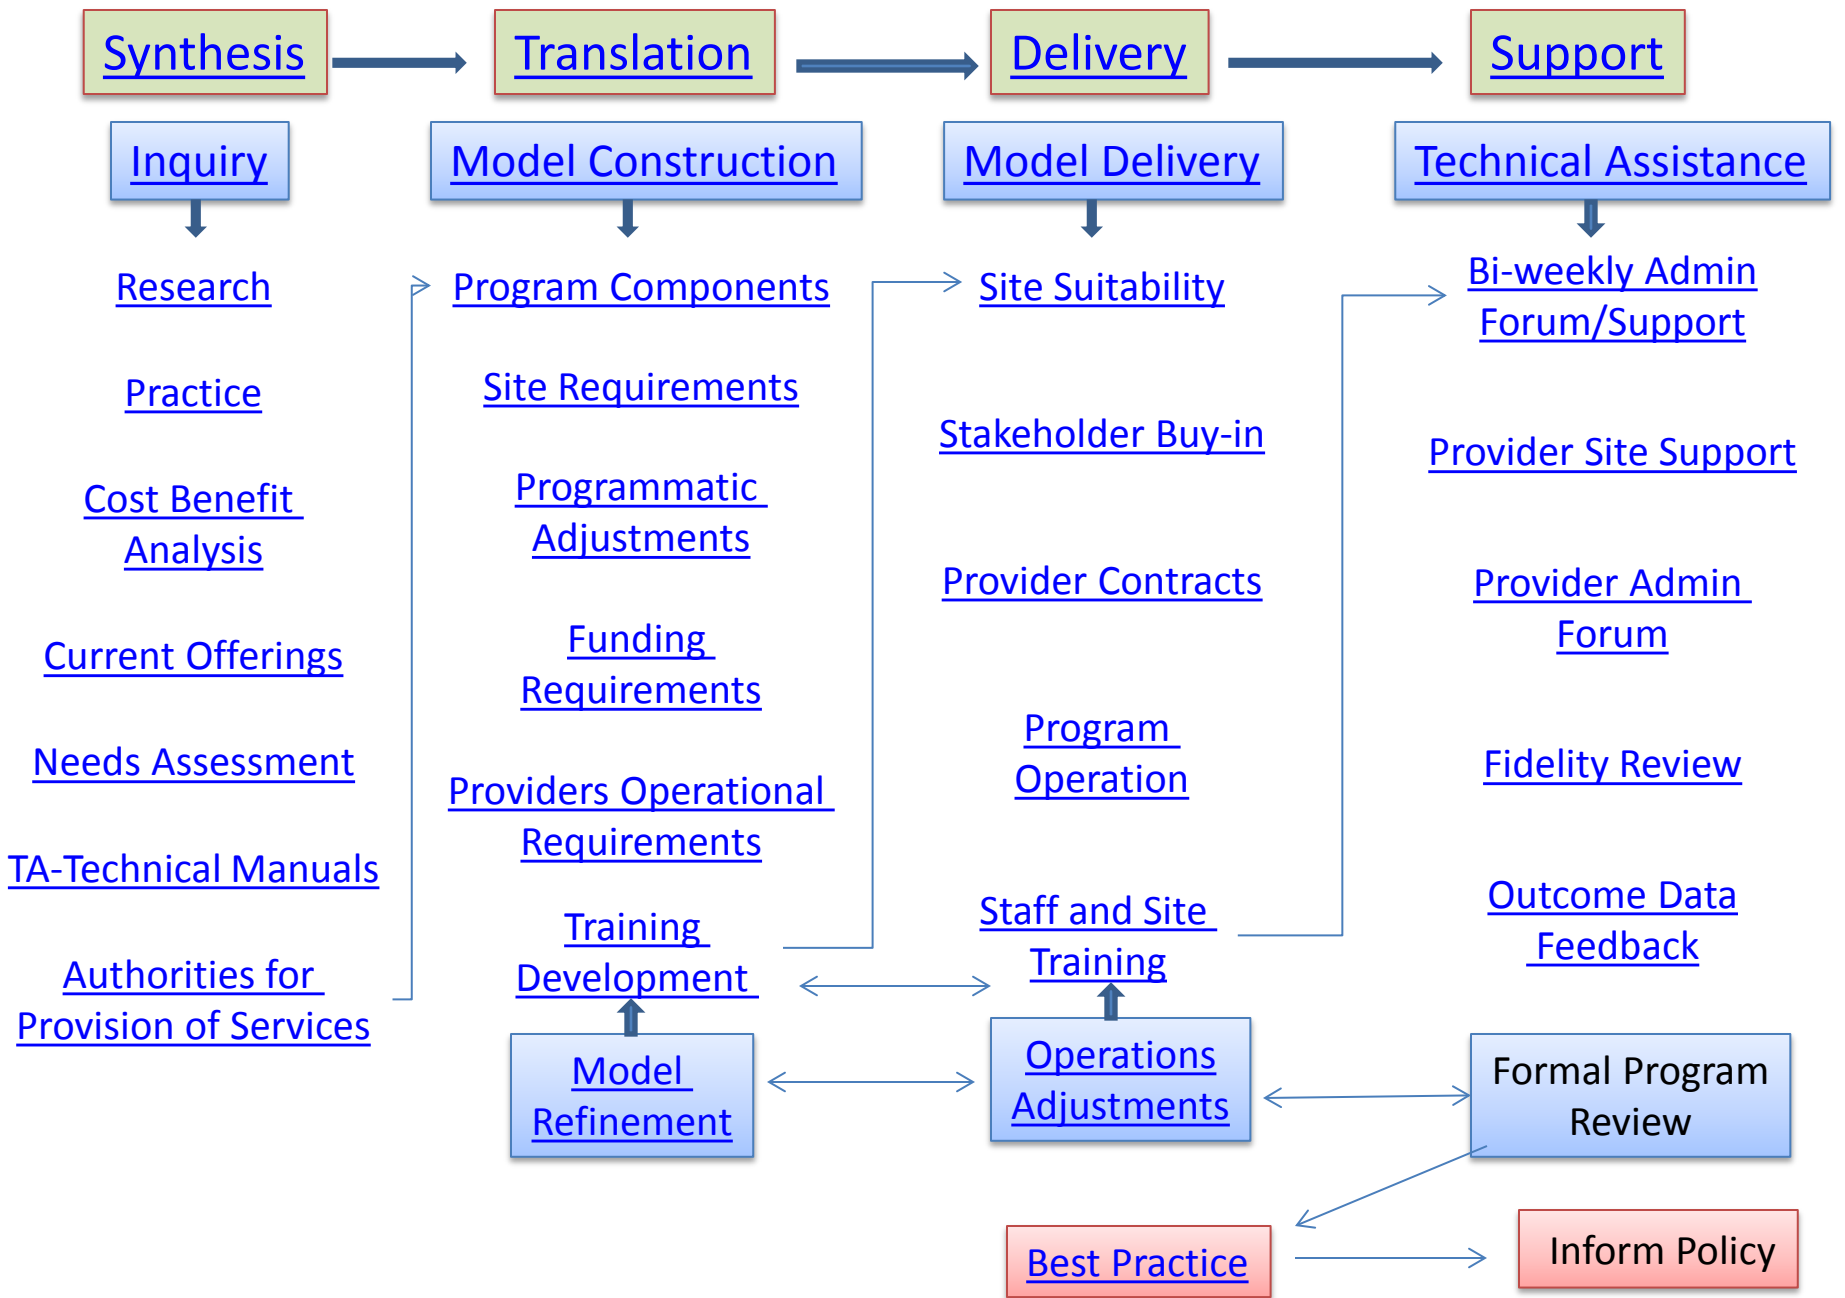 Synthesis
Translation
Delivery
Support
Inquiry
Model Construction
Model Delivery
Technical Assistance
Research
Practice
Cost Benefit
Analysis
Current Offerings
Needs Assessment
TA-Technical Manuals
Authorities for
Provision of Services
Program Components
Site Requirements
Programmatic
Adjustments
Funding
Requirements
Providers Operational
Requirements
Training
Development
Model
Refinement
Site Suitability
Stakeholder Buy-in
Provider Contracts
Program
Operation
Staff and Site
Training
Operations
Adjustments
Bi-weekly Admin
Forum/Support
Provider Site Support
Provider Admin
Forum
Fidelity Review
Outcome Data
Feedback
Formal Program
Review
Best Practice
Inform Policy